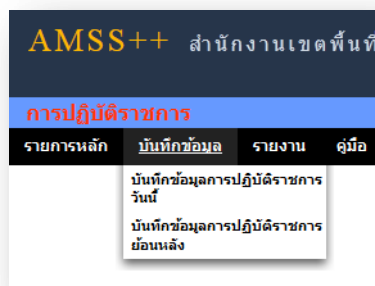 AMSS++ สำนักงานเขตพื้นที่
การปฏิบัติราชการ
รายการหลัก บันทึกข้อมูล รายงาน คู่มือ
บันทึกข้อมูลการปฏิบัติราชการ
วันนี้
บันทึกข้อมูลการปฏิบัติราชการ
ย้อนหลัง